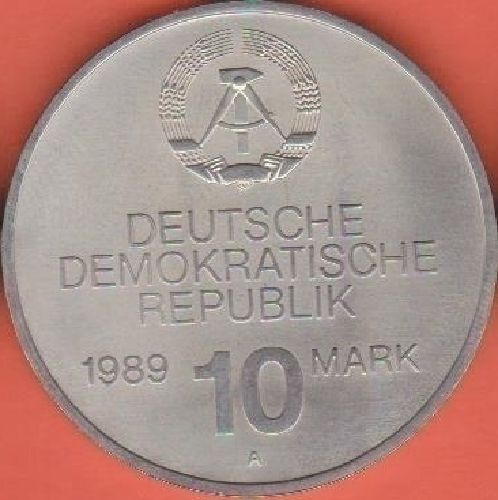 DEUTSCHE
DEMOKRATISCHE
REPUBLIK
1989 10 MARK
A